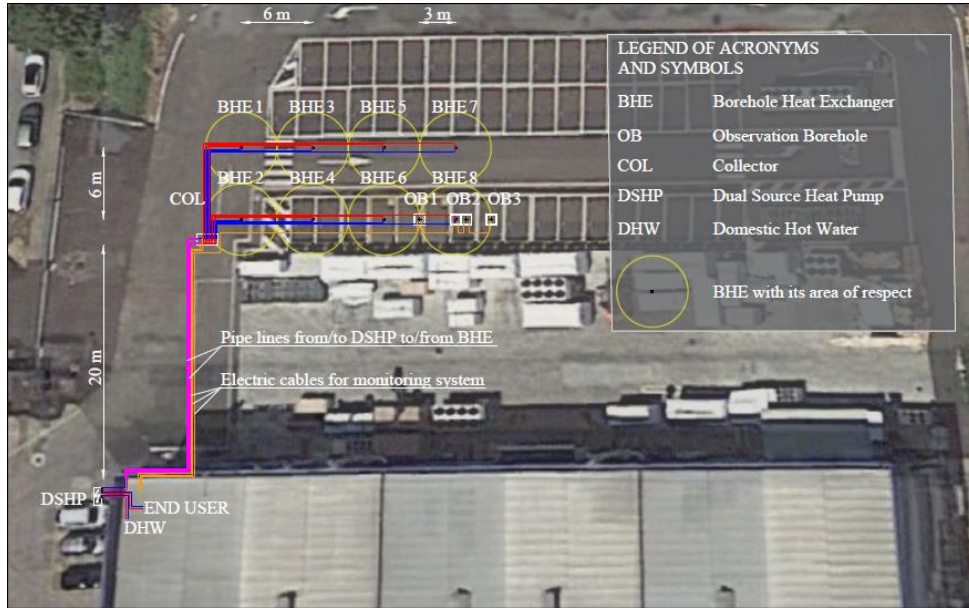 6 m
3 m
LEGEND OF ACRONYMS
AND SYMBOLS
BHE Borehole Heat Exchanger
OB Observation Borehole
COL Collector
DSHP Dual Source Heat Pump
DHW Domestic Hot Water
BHE with its area of respect
BHE 1 BHE 3 BHE 5 BHE 7
6 m
BHE 2 BHE 4 BHE 6 BHE 8
COL
OB1 OB2 OB3
20 m
Pipe lines from/to DSHP to/from BHE
Electric cables for monitoring system
DSHP
END USER
DHW